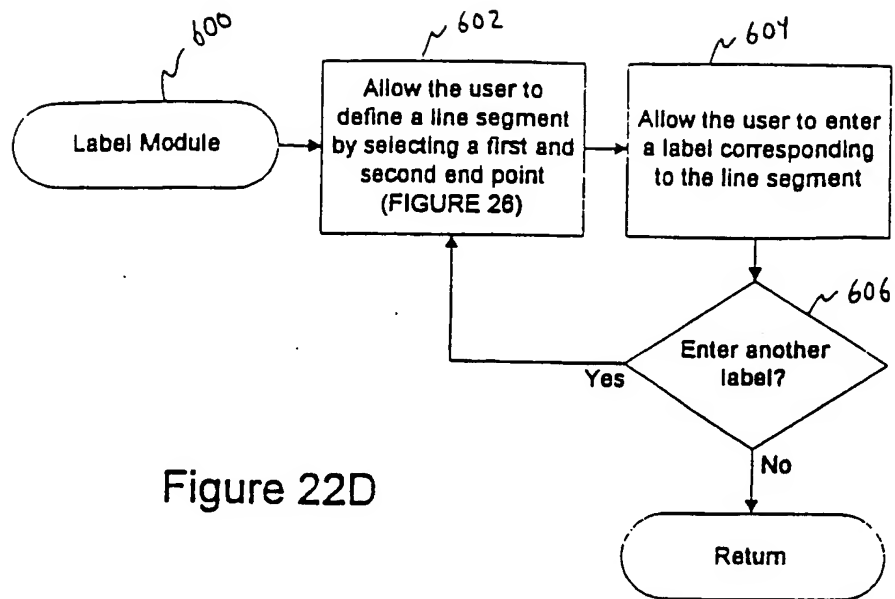 600
602
604
Label Module
Allow the user to
define a line segment
by selecting a first and
second end point
(FIGURE 26)
Allow the user to enter
a label corresponding
to the line segment
606
Enter another
label?
Yes
No
Return
Figure 22D